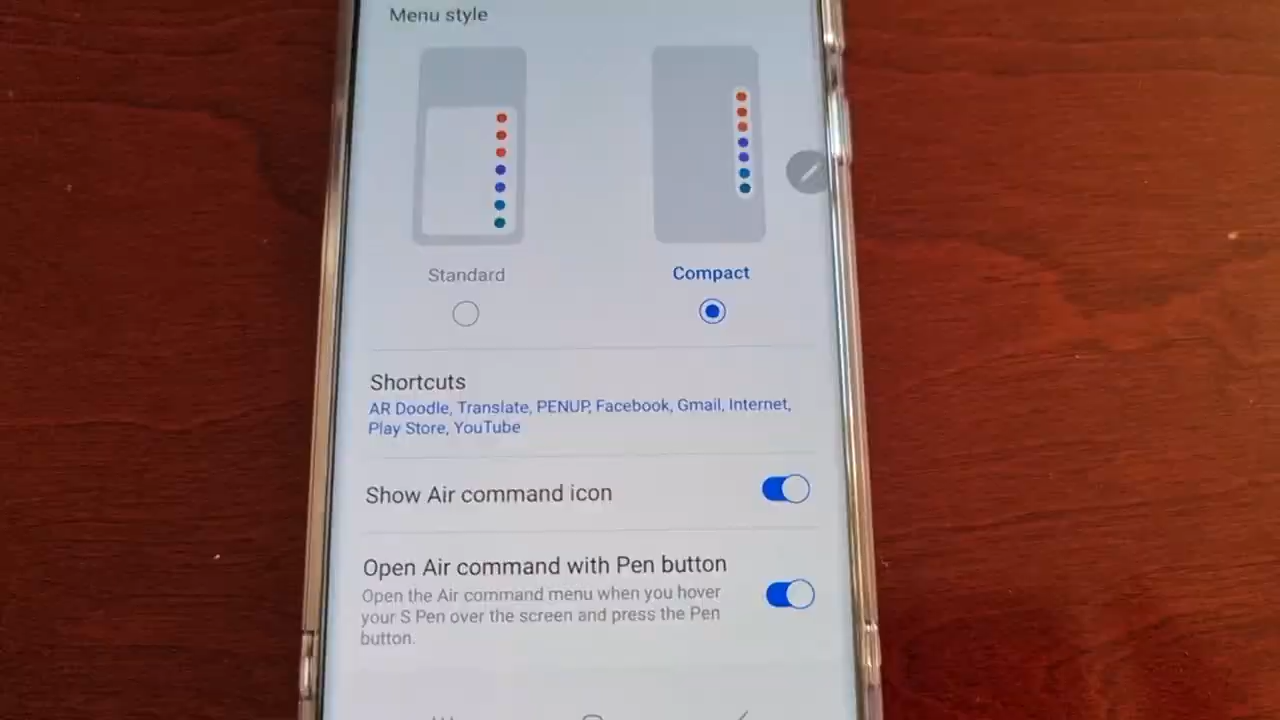 Menu style
Standard
Compact
Shortcuts
AR Doodle, Translate, PENUP, Facebook, Gmail, Internet,
Play Store, YouTube
Show Air command icon
Open Air command with Pen button
Open the Air command menu when you hover
your S Pen over the screen and press the Pen
button.